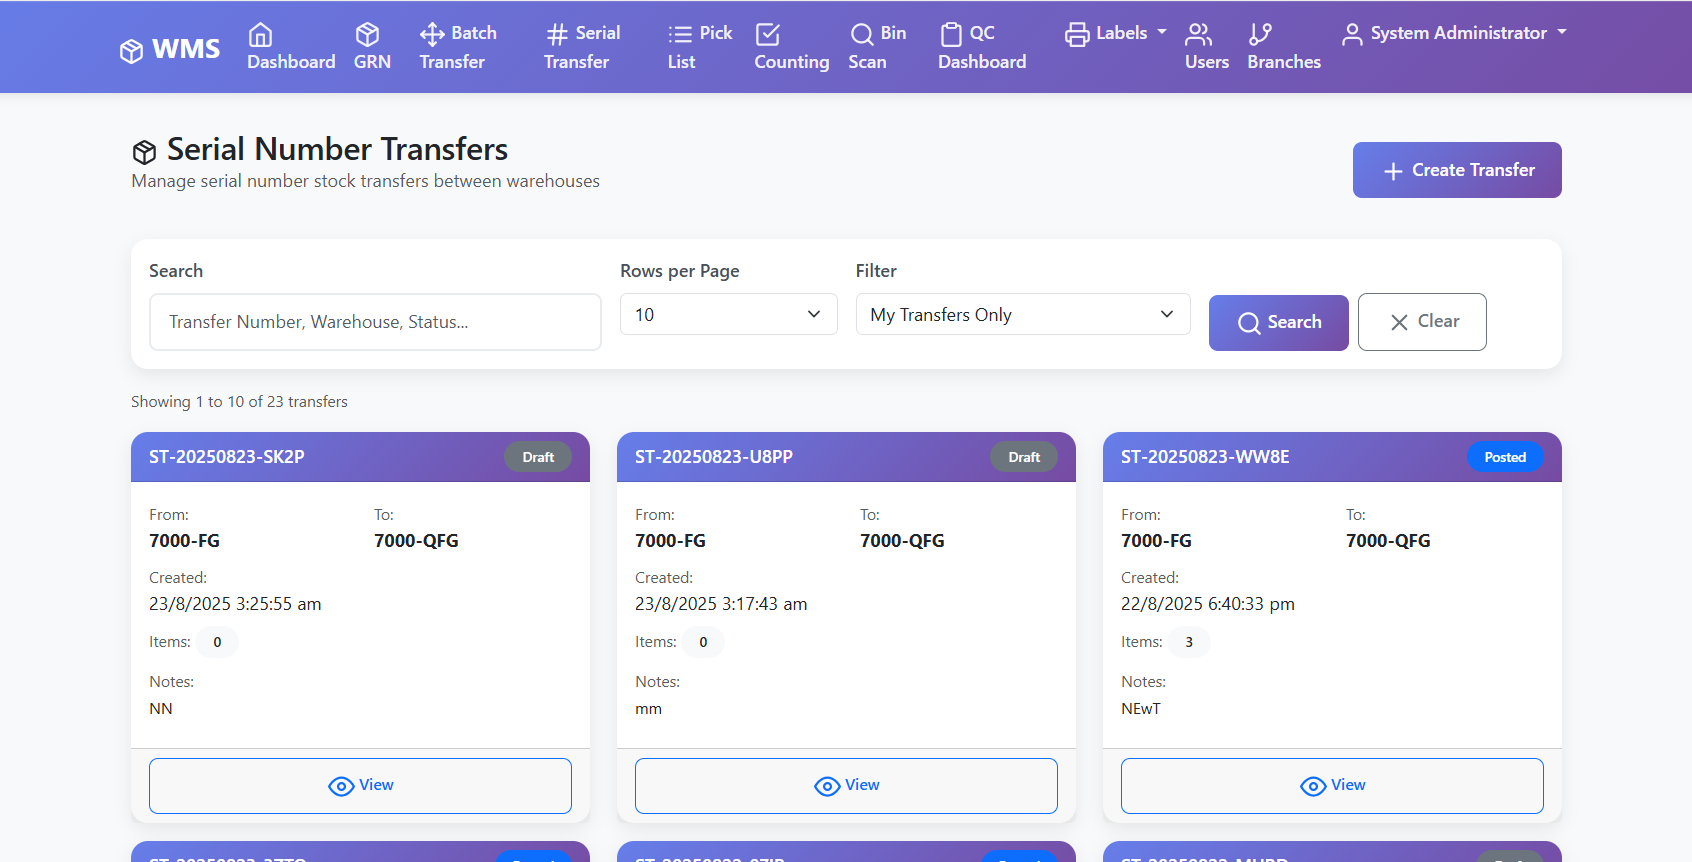 WMS
Dashboard
GRN
Batch
Transfer
Serial
Transfer
Pick
List
Counting
Bin
Scan
QC
Dashboard
Labels
Users
Branches
System Administrator
Serial Number Transfers
Manage serial number stock transfers between warehouses
Create Transfer
Search
Rows per Page
Filter
Transfer Number, Warehouse, Status...
10
My Transfers Only
Search
Clear
Showing 1 to 10 of 23 transfers
ST-20250823-SK2P
Draft
From:
To:
7000-FG
7000-QFG
Created:
23/8/2025 3:25:55 am
Items: 0
Notes:
NN
View
ST-20250823-U8PP
Draft
From:
To:
7000-FG
7000-QFG
Created:
23/8/2025 3:17:43 am
Items: 0
Notes:
mm
View
ST-20250823-WW8E
Posted
From:
To:
7000-FG
7000-QFG
Created:
22/8/2025 6:40:33 pm
Items: 3
Notes:
NEwT
View